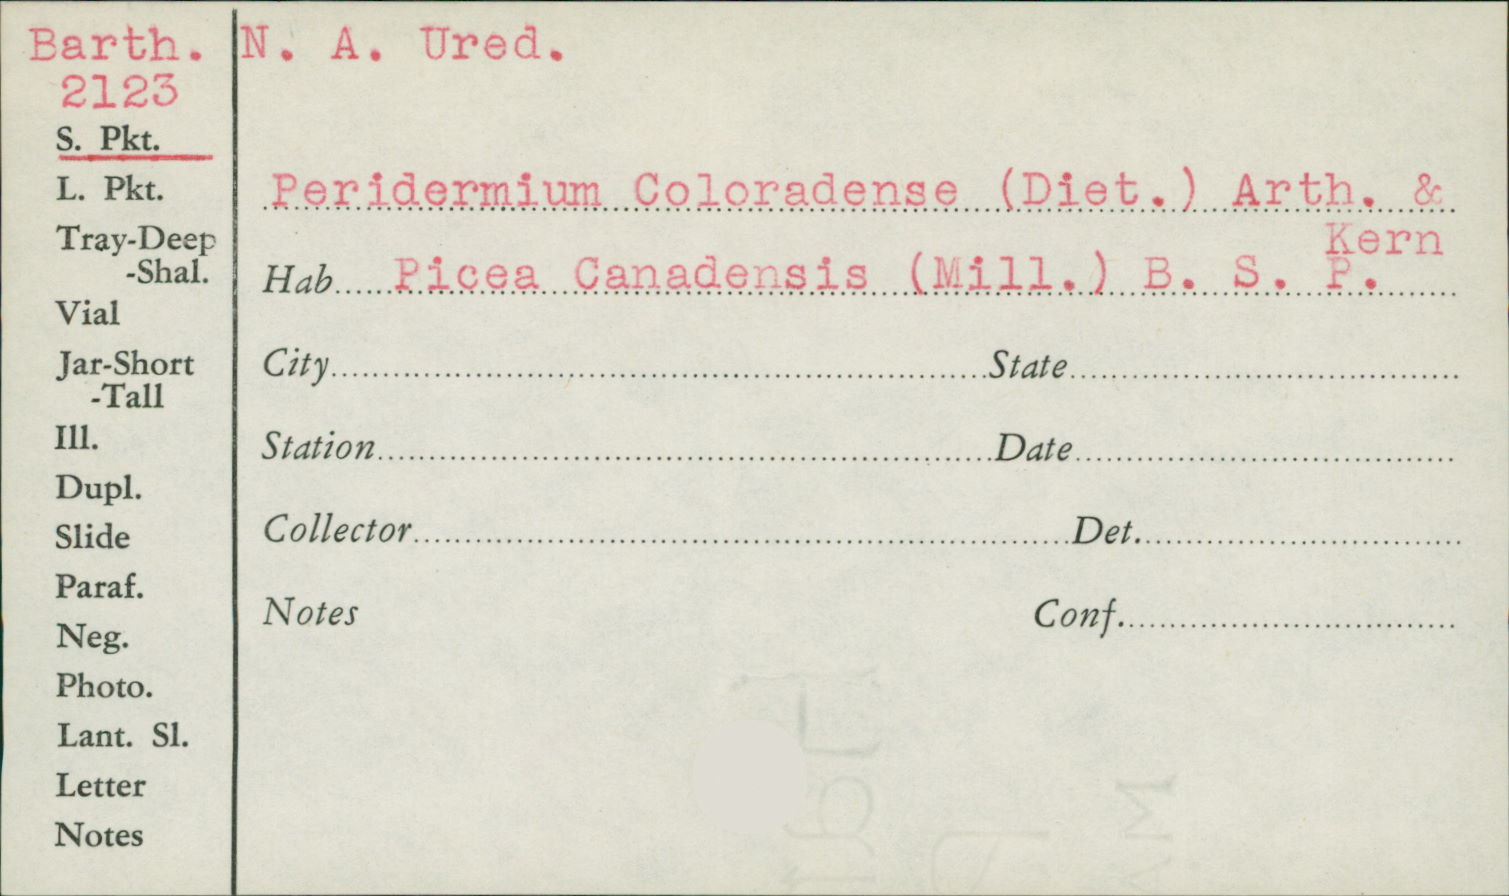 Barth. N. A. Ured.
2123
S. Pkt.
L. Pkt.
Tray-Deep
-Shal.
Vial
Jar-Short
-Tall
Ill.
Dupl.
Slide
Paraf.
Neg.
Photo.
Lant. Sl.
Letter
Notes
Peridermium Coloradense (Diet.) Arth. &
Kern
Hab. Picea Canadensis (Mill.) B. S. P.
City State
Station Date
Collector Det.
Notes Conf.